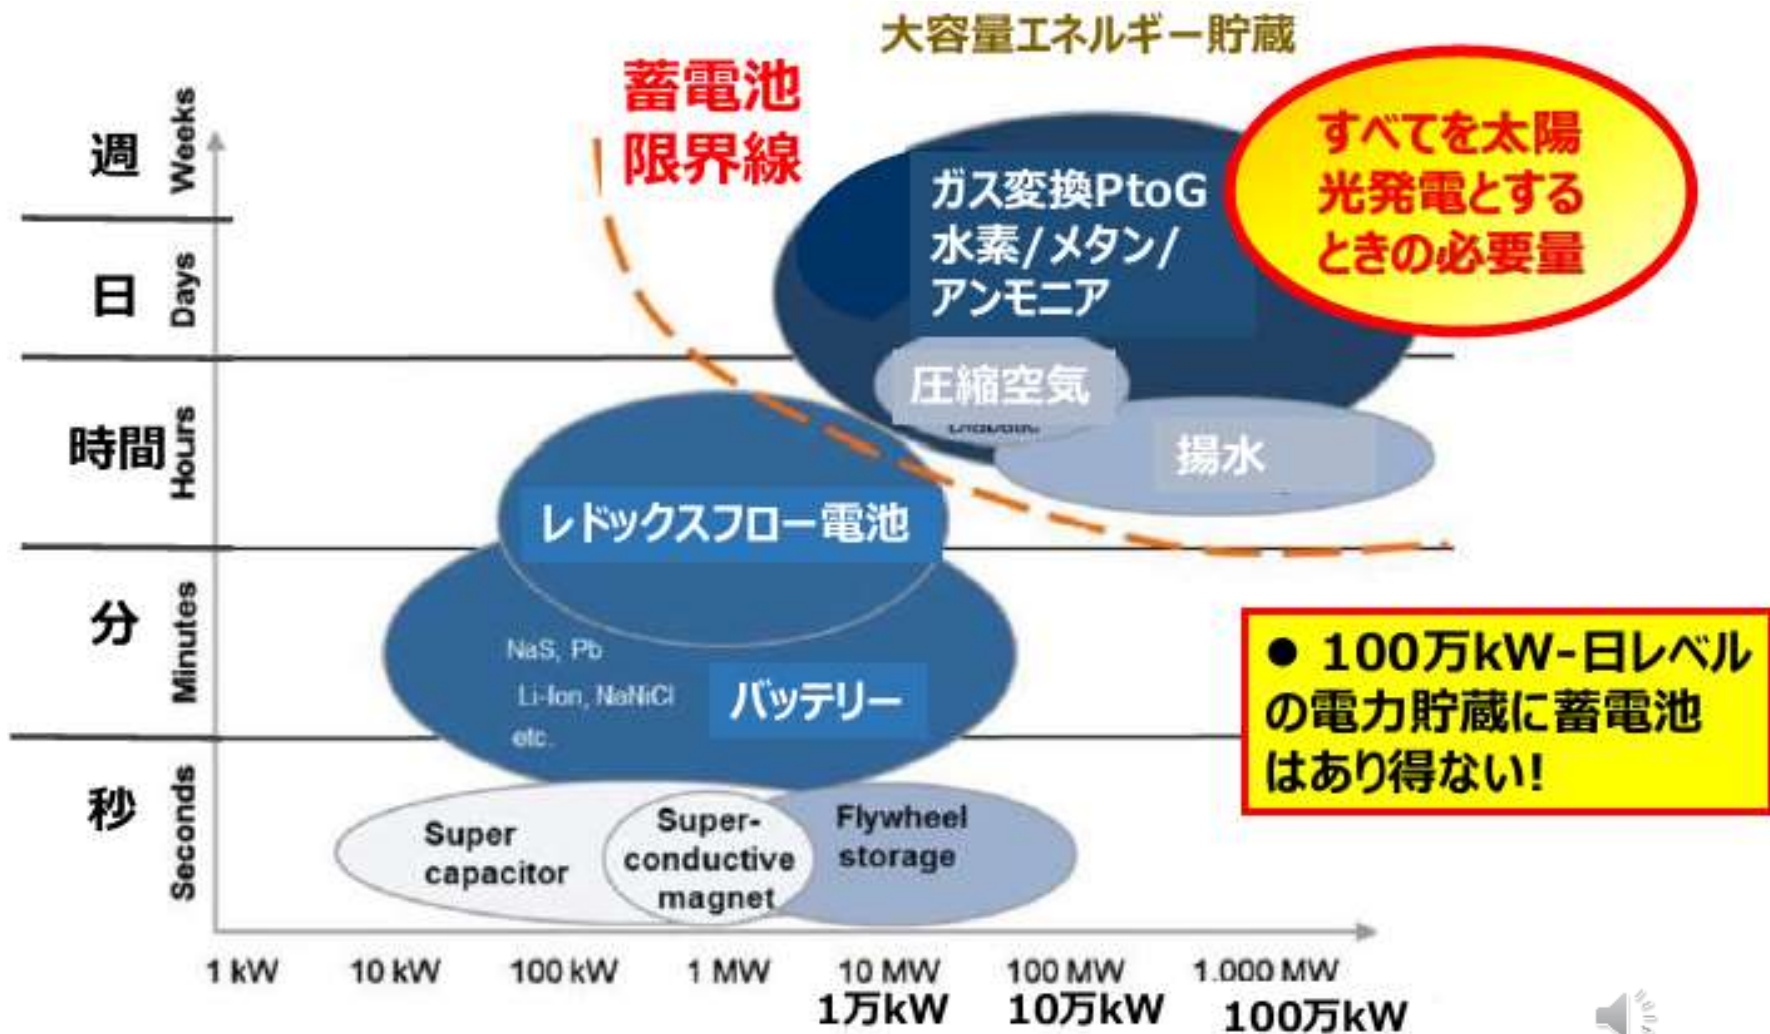 大容量エネルギー貯蔵
蓄電池
限界線
すべてを太陽
光発電とする
ときの必要量
週 Weeks
日 Days
時間 Hours
分 Minutes
秒 Seconds
ガス変換PtoG
水素/メタン/
アンモニア
圧縮空気
揚水
レドックスフロー電池
NaS, Pb
Li-Ion, NaNiCl
etc.
バッテリー
● 100万kW-日レベル
の電力貯蔵に蓄電池
はあり得ない!
Super
capacitor
Super-
conductive
magnet
Flywheel
storage
1 kW 10 kW 100 kW 1 MW 10 MW 100 MW 1.000 MW
1万kW 10万kW 100万kW